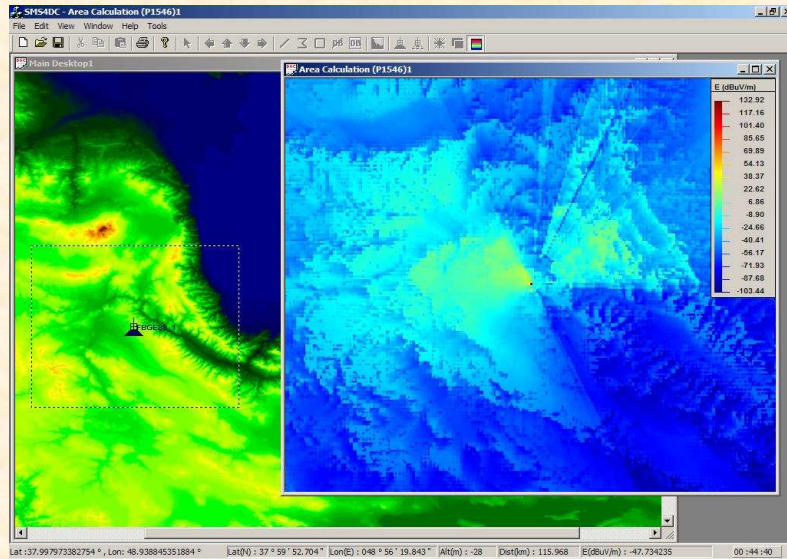 SMS4DC - Area Calculation (P1546)1
File Edit View Window Help Tools
Main Desktop1
Area Calculation (P1546)1
E (dBuV/m)
132.92
117.16
101.40
85.65
69.89
54.13
38.37
22.62
6.86
-8.90
-24.66
-40.41
-56.17
-71.93
-87.68
-103.44
Lat :37.997973382754 ° , Lon: 48.938845351884 ° Lat(N) : 37 ° 59 ' 52.704 " Lon(E) : 048 ° 56 ' 19.843 " Alt(m) : -28 Dist(km) : 115.968 E(dBuV/m) : -47.734235 00 :44 :40